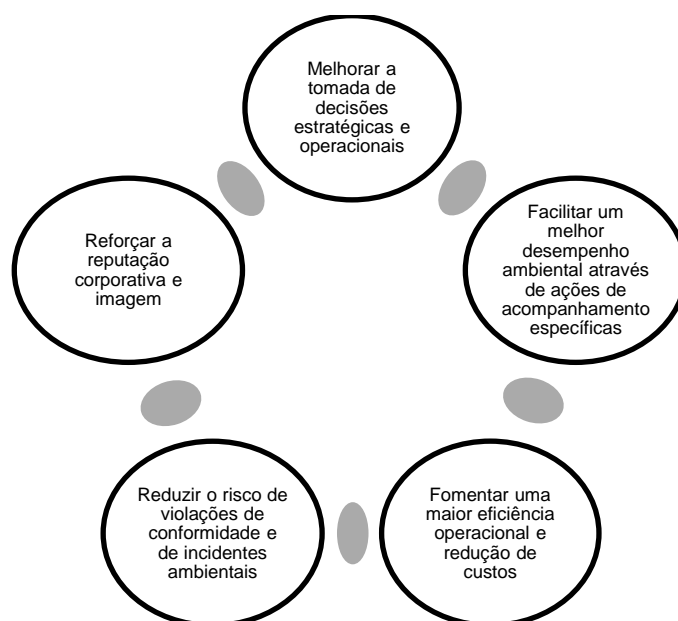 Melhorar a
tomada de
decisões
estratégicas e
operacionais
Facilitar um
melhor
desempenho
ambiental através
de ações de
acompanhamento
específicas
Fomentar uma
maior eficiência
operacional e
redução de
custos
Reduzir o risco de
violações de
conformidade e
de incidentes
ambientais
Reforçar a
reputação
corporativa e
imagem